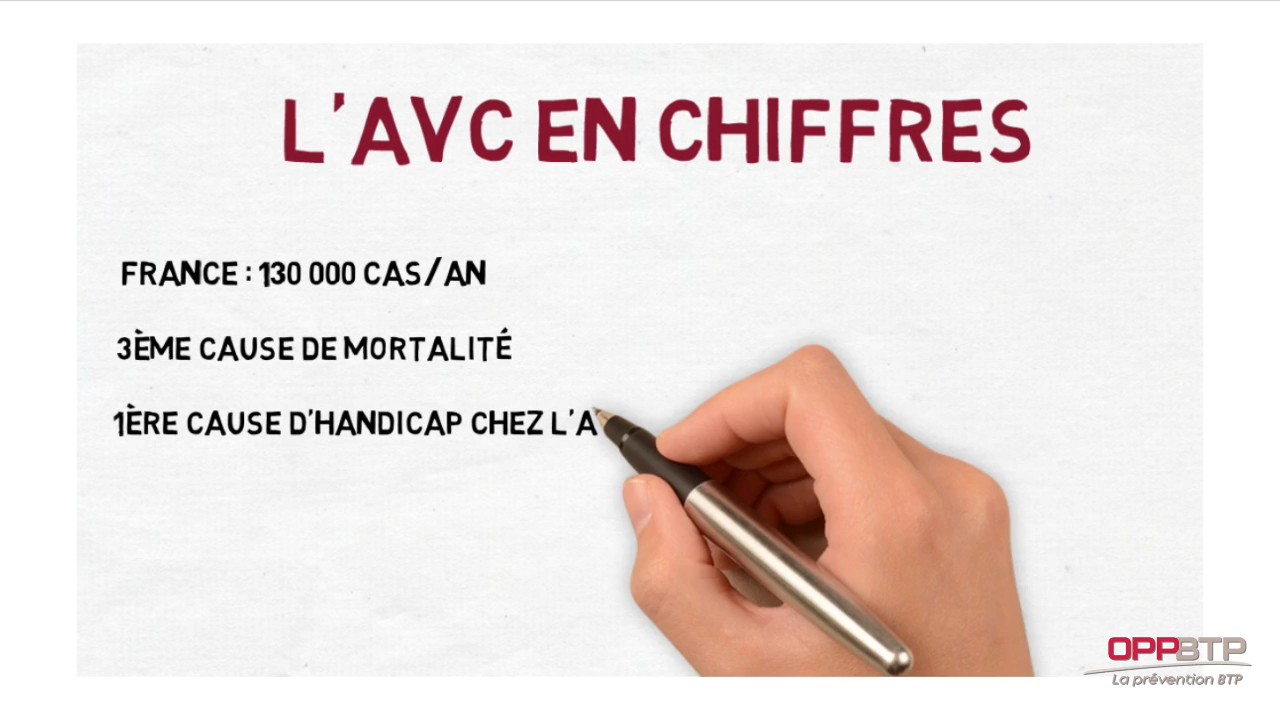 L'AVC EN CHIFFRES
FRANCE : 130 000 CAS/AN
3ÈME CAUSE DE MORTALITÉ
1ÈRE CAUSE D'HANDICAP CHEZ L'A
OPPBTP
La prévention BTP